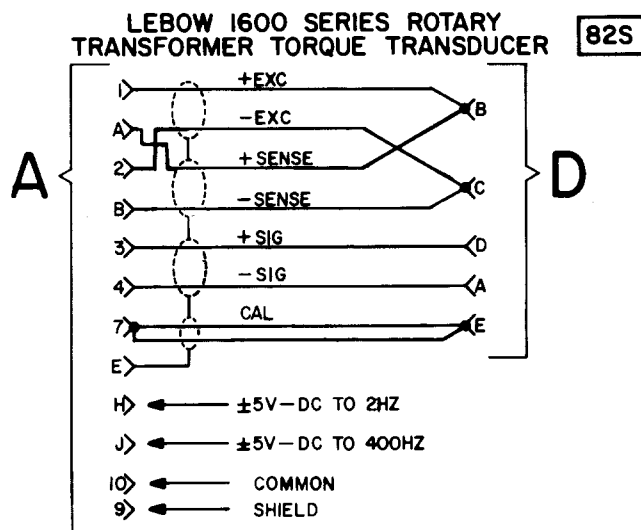 LEBOW 1600 SERIES ROTARY
TRANSFORMER TORQUE TRANSDUCER
82S
A
D
1 +EXC
B
A -EXC
2 + SENSE
C
B - SENSE
3 + SIG D
4 - SIG A
7 CAL E
E
H ±5V-DC TO 2HZ
J ±5V-DC TO 400HZ
10 COMMON
9 SHIELD